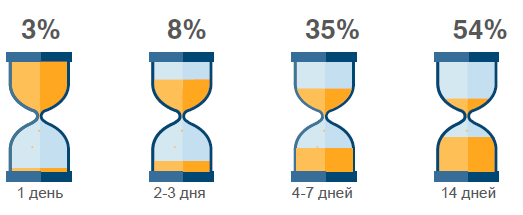 3% 8% 35% 54%
1 день 2-3 дня 4-7 дней 14 дней